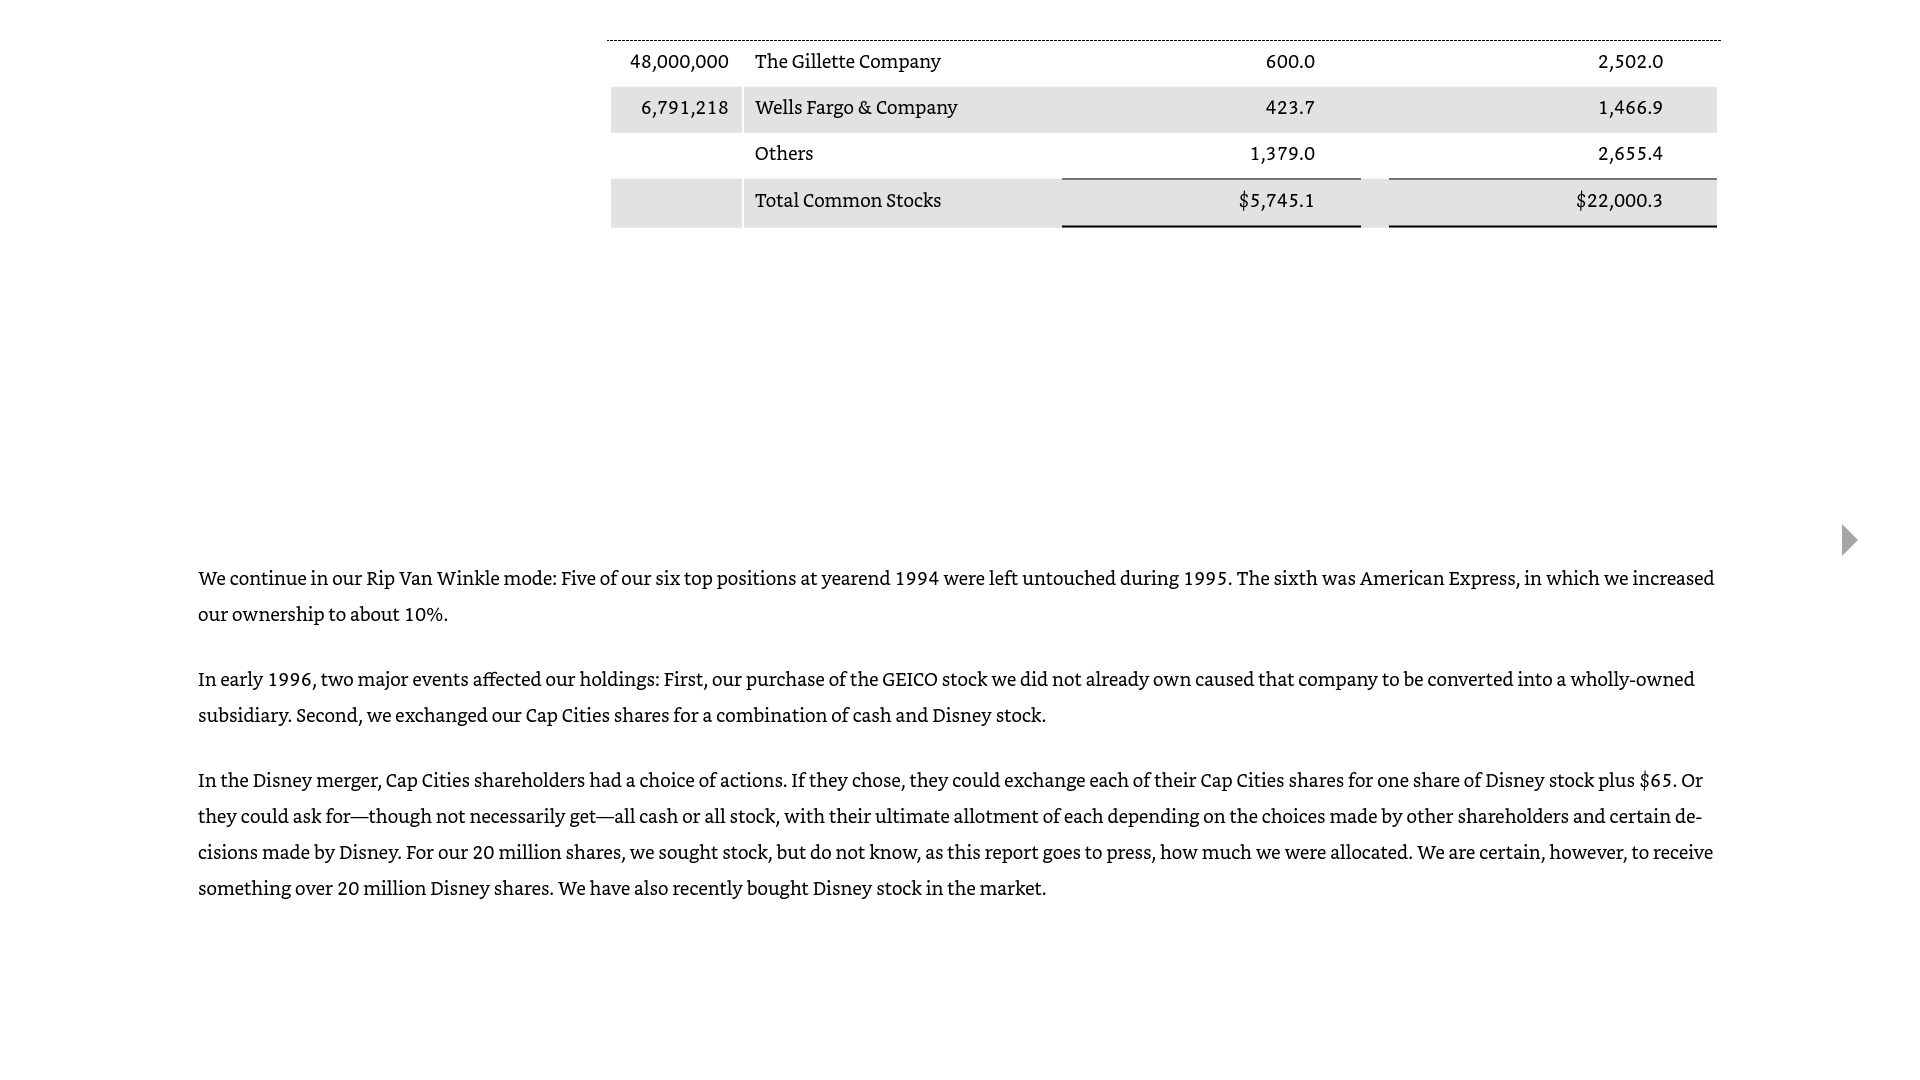 48,000,000 The Gillette Company 600.0 2,502.0
6,791,218 Wells Fargo & Company 423.7 1,466.9
Others 1,379.0 2,655.4
Total Common Stocks $5,745.1 $22,000.3
We continue in our Rip Van Winkle mode: Five of our six top positions at yearend 1994 were left untouched during 1995. The sixth was American Express, in which we increased
our ownership to about 10%.
In early 1996, two major events affected our holdings: First, our purchase of the GEICO stock we did not already own caused that company to be converted into a wholly-owned
subsidiary. Second, we exchanged our Cap Cities shares for a combination of cash and Disney stock.
In the Disney merger, Cap Cities shareholders had a choice of actions. If they chose, they could exchange each of their Cap Cities shares for one share of Disney stock plus $65. Or
they could ask for—though not necessarily get—all cash or all stock, with their ultimate allotment of each depending on the choices made by other shareholders and certain de-
cisions made by Disney. For our 20 million shares, we sought stock, but do not know, as this report goes to press, how much we were allocated. We are certain, however, to receive
something over 20 million Disney shares. We have also recently bought Disney stock in the market.